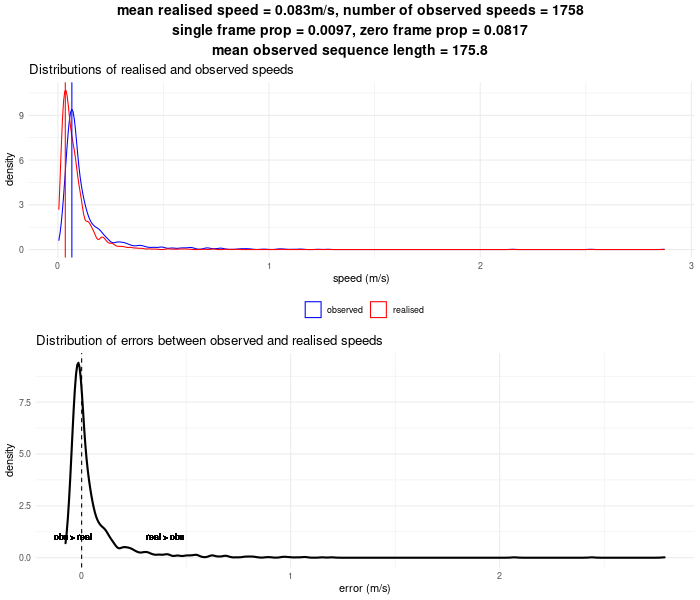 mean realised speed = 0.083m/s, number of observed speeds = 1758
single frame prop = 0.0097, zero frame prop = 0.0817
mean observed sequence length = 175.8
Distributions of realised and observed speeds
density
9
6
3
0
0 1 2 3
speed (m/s)
observed realised
Distribution of errors between observed and realised speeds
density
7.5
5.0
2.5
0.0
obs > real real > obs
0 1 2
error (m/s)